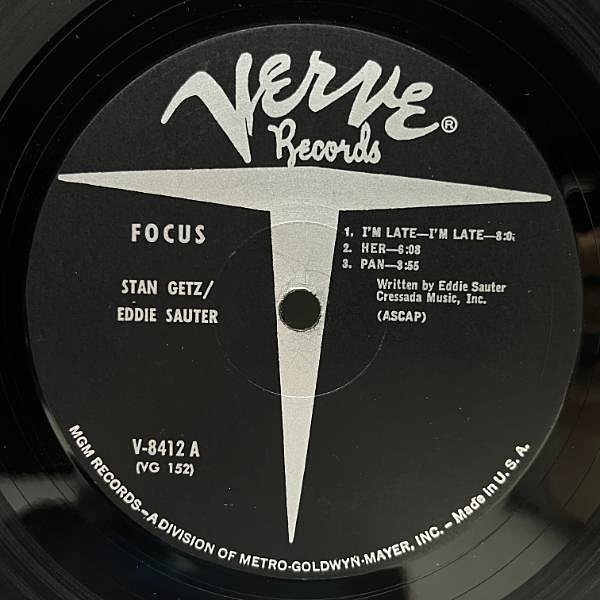 Verve®
Records
FOCUS
STAN GETZ/
EDDIE SAUTER
1. I'M LATE—I'M LATE—8:0
2. HER—6:08
3. PAN—3:55
Written by Eddie Sauter
Cressada Music, Inc.
(ASCAP)
V-8412 A
(VG 152)
MGM RECORDS—A DIVISION OF METRO-GOLDWYN-MAYER, INC.—Made in U. S. A.